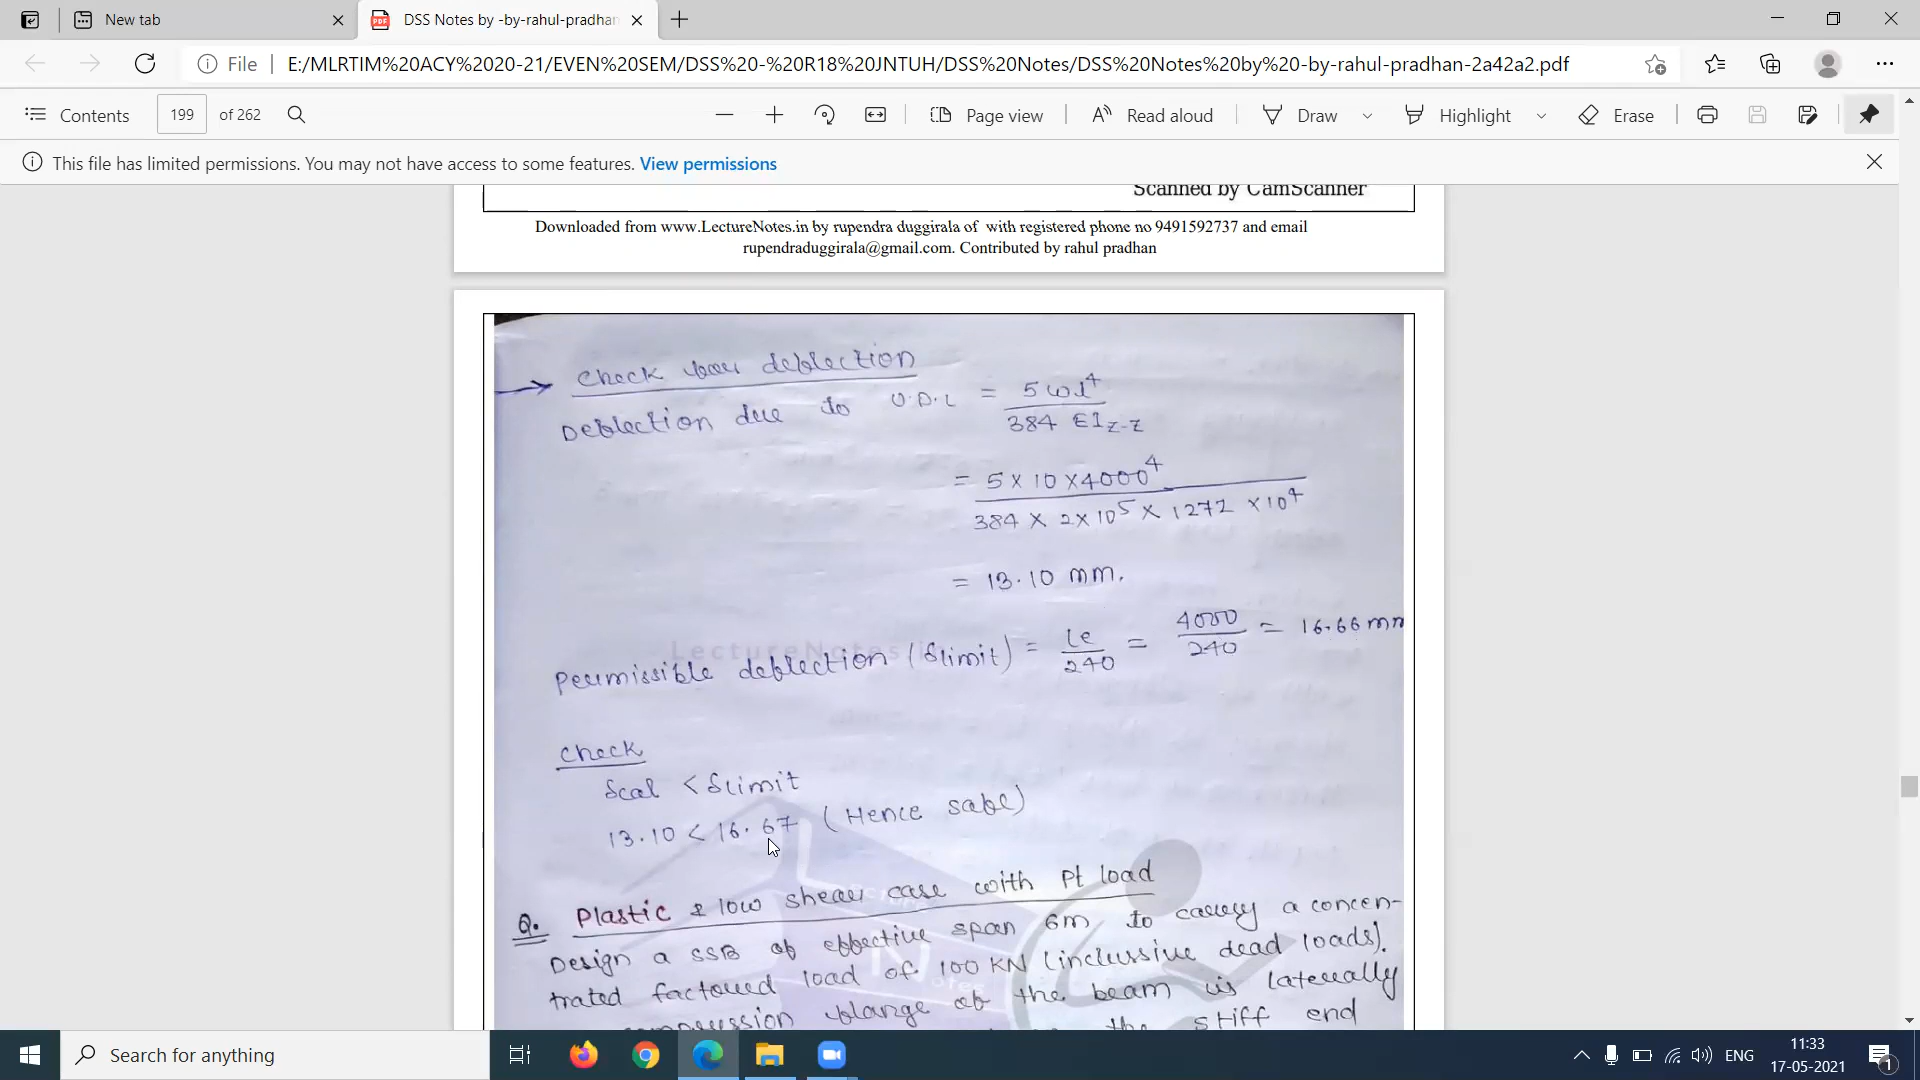 New tab
DSS Notes by -by-rahul-pradhan
File
E:/MLRTIM%20ACY%2020-21/EVEN%20SEM/DSS%20-%20R18%20JNTUH/DSS%20Notes/DSS%20Notes%20by%20-by-rahul-pradhan-2a42a2.pdf
Contents 199 of 262 Page view Read aloud Draw Highlight Erase
This file has limited permissions. You may not have access to some features. View permissions
Scanned by CamScanner
Downloaded from www.LectureNotes.in by rupendra duggirala of with registered phone no 9491592737 and email
rupendraduggirala@gmail.com. Contributed by rahul pradhan
→ Check for deflection
Deflection due to U.D.L = 5wl⁴ / 384 EI z-z
= 5 × 10 × 4000⁴ / 384 × 2×10⁵ × 1272 × 10⁴
= 13.10 mm.
Permissible deflection (δlimit) = le/240 = 4000/240 = 16.66 mm
Check
δcal < δlimit
13.10 < 16.67 (Hence safe)
Q. Plastic & low shear case with Pt load
Design a SSB of effective span 6m to carry a concen-
trated factored load of 100 KN (inclusive dead loads).
flange of the beam is laterally
the stiff end
Search for anything
ENG
11:33
17-05-2021
1